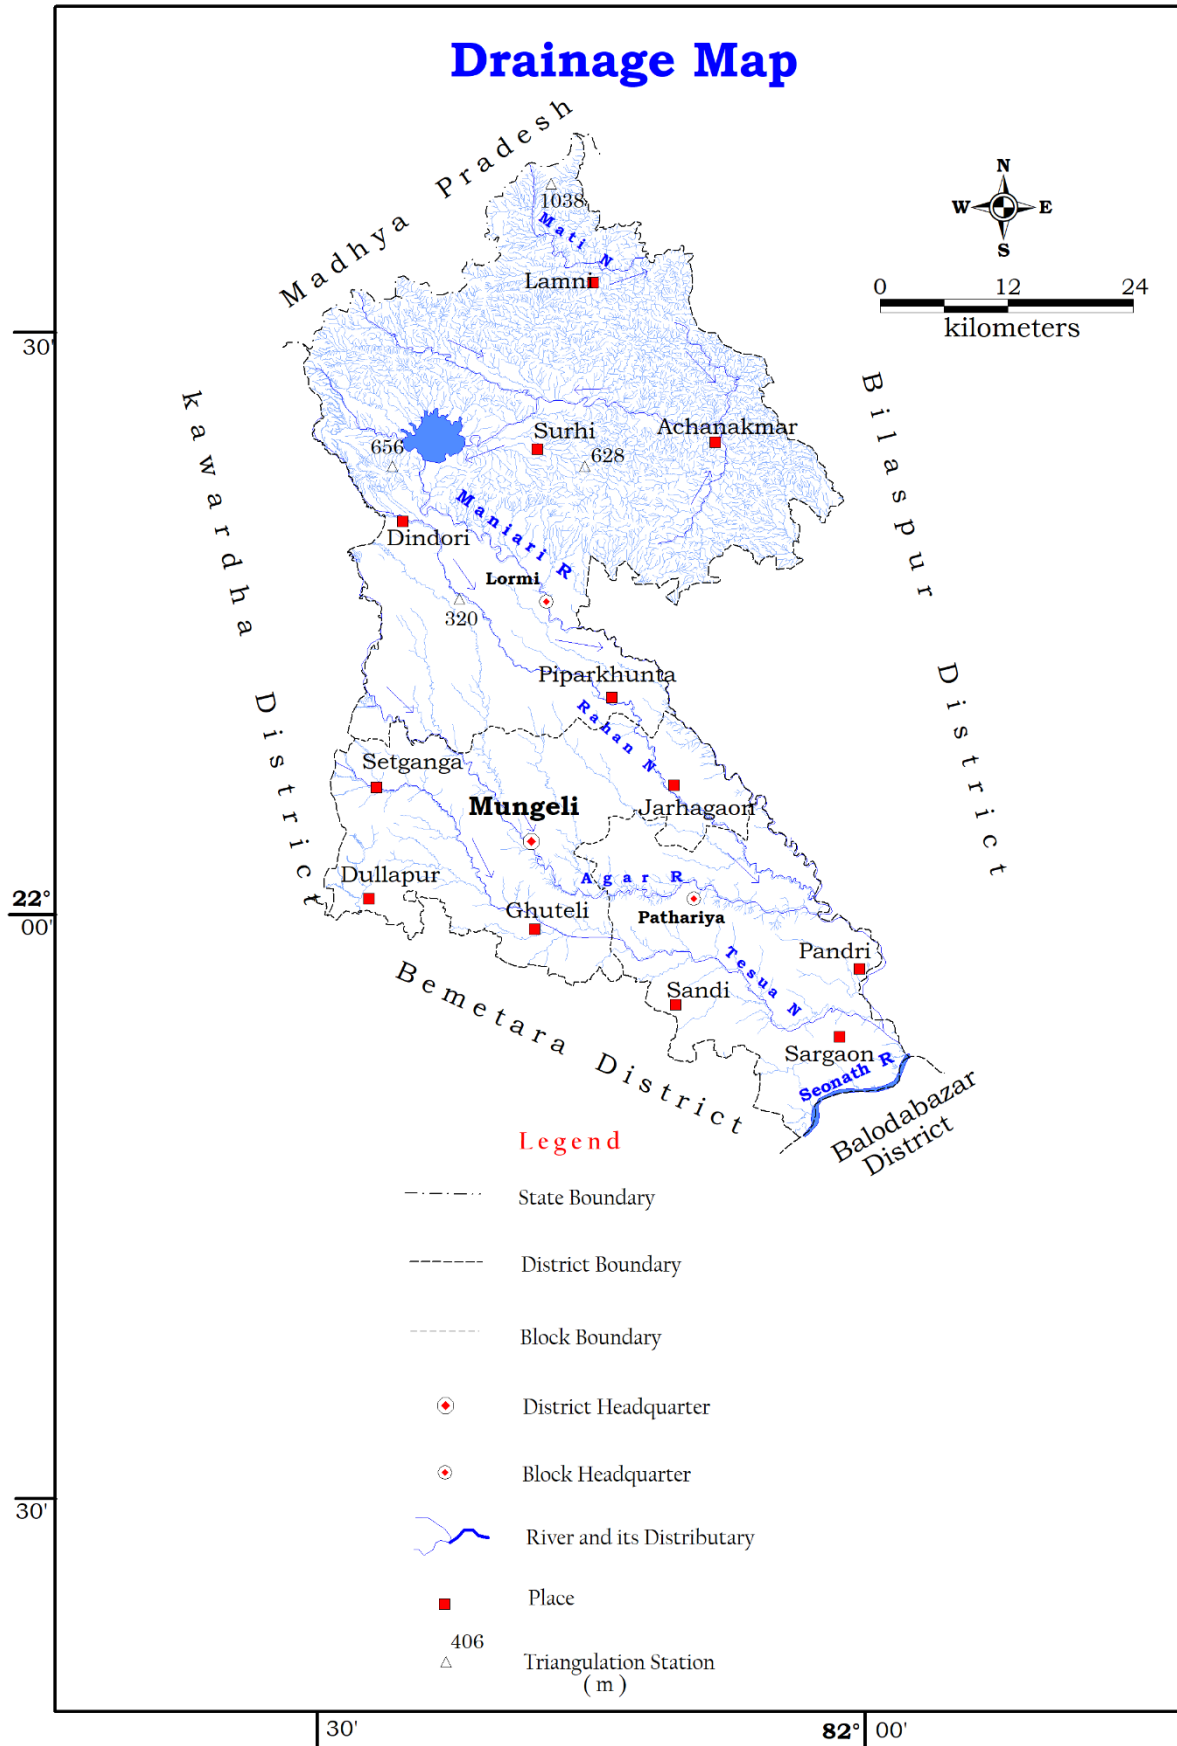 Drainage Map
Madhya Pradesh
N
W E
S
1038
Mati N
Lamni
0 12 24
kilometers
30'
kawardha District
Bilaspur District
656
Surhi
628
Achanakmar
Maniari R
Dindori
Lormi
320
Piparkhunta
Rahan N
Setganga
Mungeli
Jarhagaon
Dullapur
Agar R
22°
00'
Ghuteli
Pathariya
Tesua N
Pandri
Sandi
Bemetara District
Sargaon
Seonath R
Balodabazar
District
Legend
State Boundary
District Boundary
Block Boundary
District Headquarter
Block Headquarter
30'
River and its Distributary
Place
406
Triangulation Station
( m )
30'
82° 00'